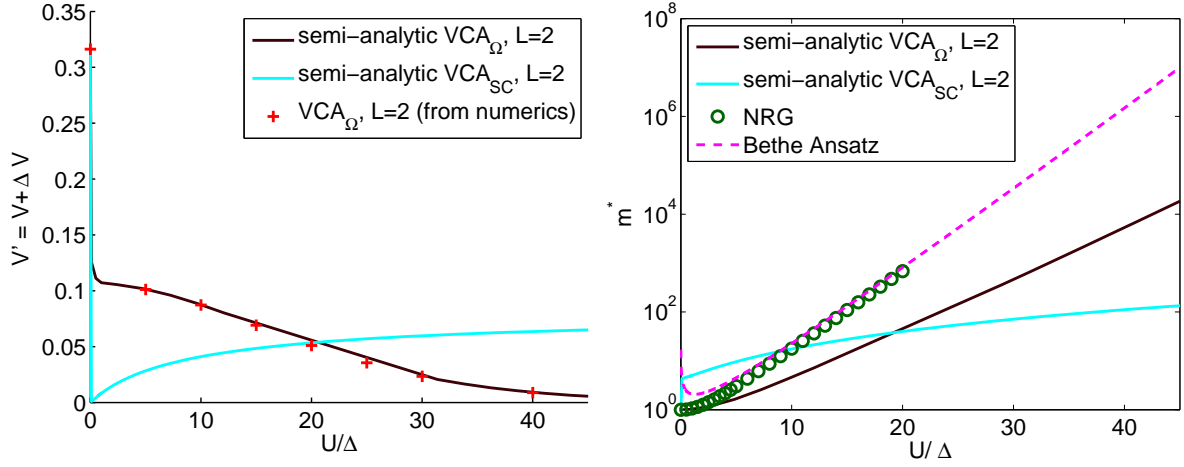 0.35
0.3
0.25
0.2
0.15
0.1
0.05
0
V' = V+ Δ V
0 10 20 30 40
U/Δ
semi−analytic VCA_Ω, L=2
semi−analytic VCA_SC, L=2
VCA_Ω, L=2 (from numerics)
10^8
10^6
10^4
10^2
10^0
m^*
0 10 20 30 40
U/ Δ
semi−analytic VCA_Ω, L=2
semi−analytic VCA_SC, L=2
NRG
Bethe Ansatz